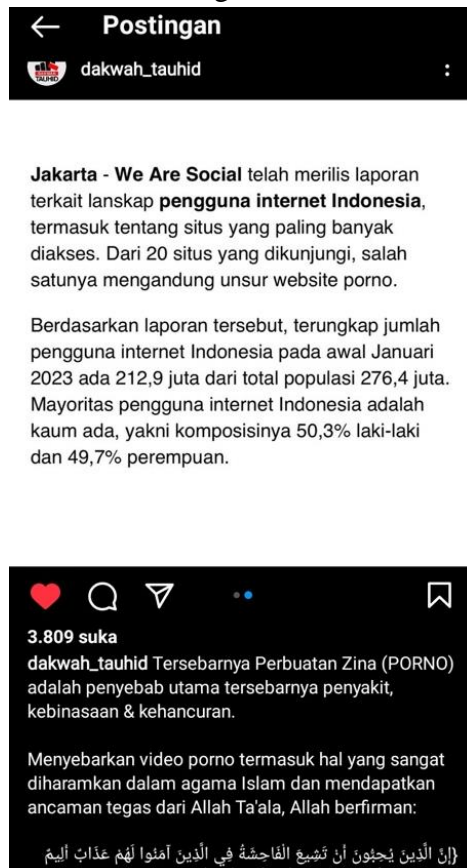 Postingan
dakwah_tauhid
Jakarta - We Are Social telah merilis laporan
terkait lanskap pengguna internet Indonesia,
termasuk tentang situs yang paling banyak
diakses. Dari 20 situs yang dikunjungi, salah
satunya mengandung unsur website porno.
Berdasarkan laporan tersebut, terungkap jumlah
pengguna internet Indonesia pada awal Januari
2023 ada 212,9 juta dari total populasi 276,4 juta.
Mayoritas pengguna internet Indonesia adalah
kaum ada, yakni komposisinya 50,3% laki-laki
dan 49,7% perempuan.
3.809 suka
dakwah_tauhid Tersebarnya Perbuatan Zina (PORNO)
adalah penyebab utama tersebarnya penyakit,
kebinasaan & kehancuran.
Menyebarkan video porno termasuk hal yang sangat
diharamkan dalam agama Islam dan mendapatkan
ancaman tegas dari Allah Ta'ala, Allah berfirman:
{إِنَّ الَّذِينَ يُحِبُّونَ أَنْ تَشِيعَ الْفَاحِشَةُ فِي الَّذِينَ آمَنُوا لَهُمْ عَذَابٌ أَلِيمٌ